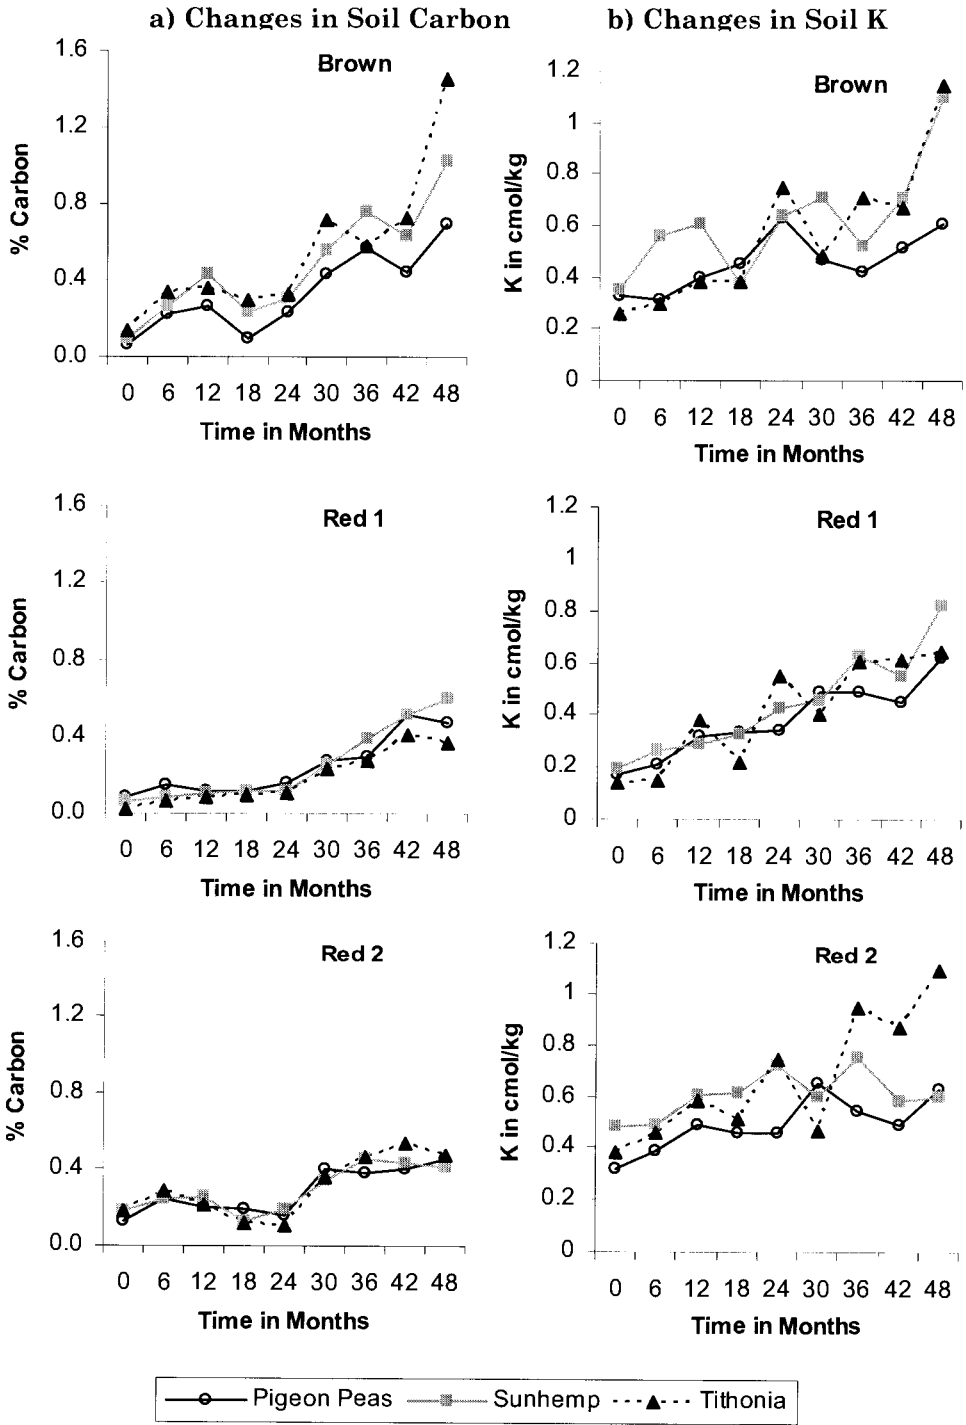 a) Changes in Soil Carbon
b) Changes in Soil K
Brown
% Carbon
1.6
1.2
0.8
0.4
0.0
0 6 12 18 24 30 36 42 48
Time in Months
Brown
K in cmol/kg
1.2
1
0.8
0.6
0.4
0.2
0
0 6 12 18 24 30 36 42 48
Time in Months
Red 1
% Carbon
1.6
1.2
0.8
0.4
0.0
0 6 12 18 24 30 36 42 48
Time in Months
Red 1
K in cmol/kg
1.2
1
0.8
0.6
0.4
0.2
0
0 6 12 18 24 30 36 42 48
Time in Months
Red 2
% Carbon
1.6
1.2
0.8
0.4
0.0
0 6 12 18 24 30 36 42 48
Time in Months
Red 2
K in cmol/kg
1.2
1
0.8
0.6
0.4
0.2
0
0 6 12 18 24 30 36 42 48
Time in Months
Pigeon Peas Sunhemp Tithonia